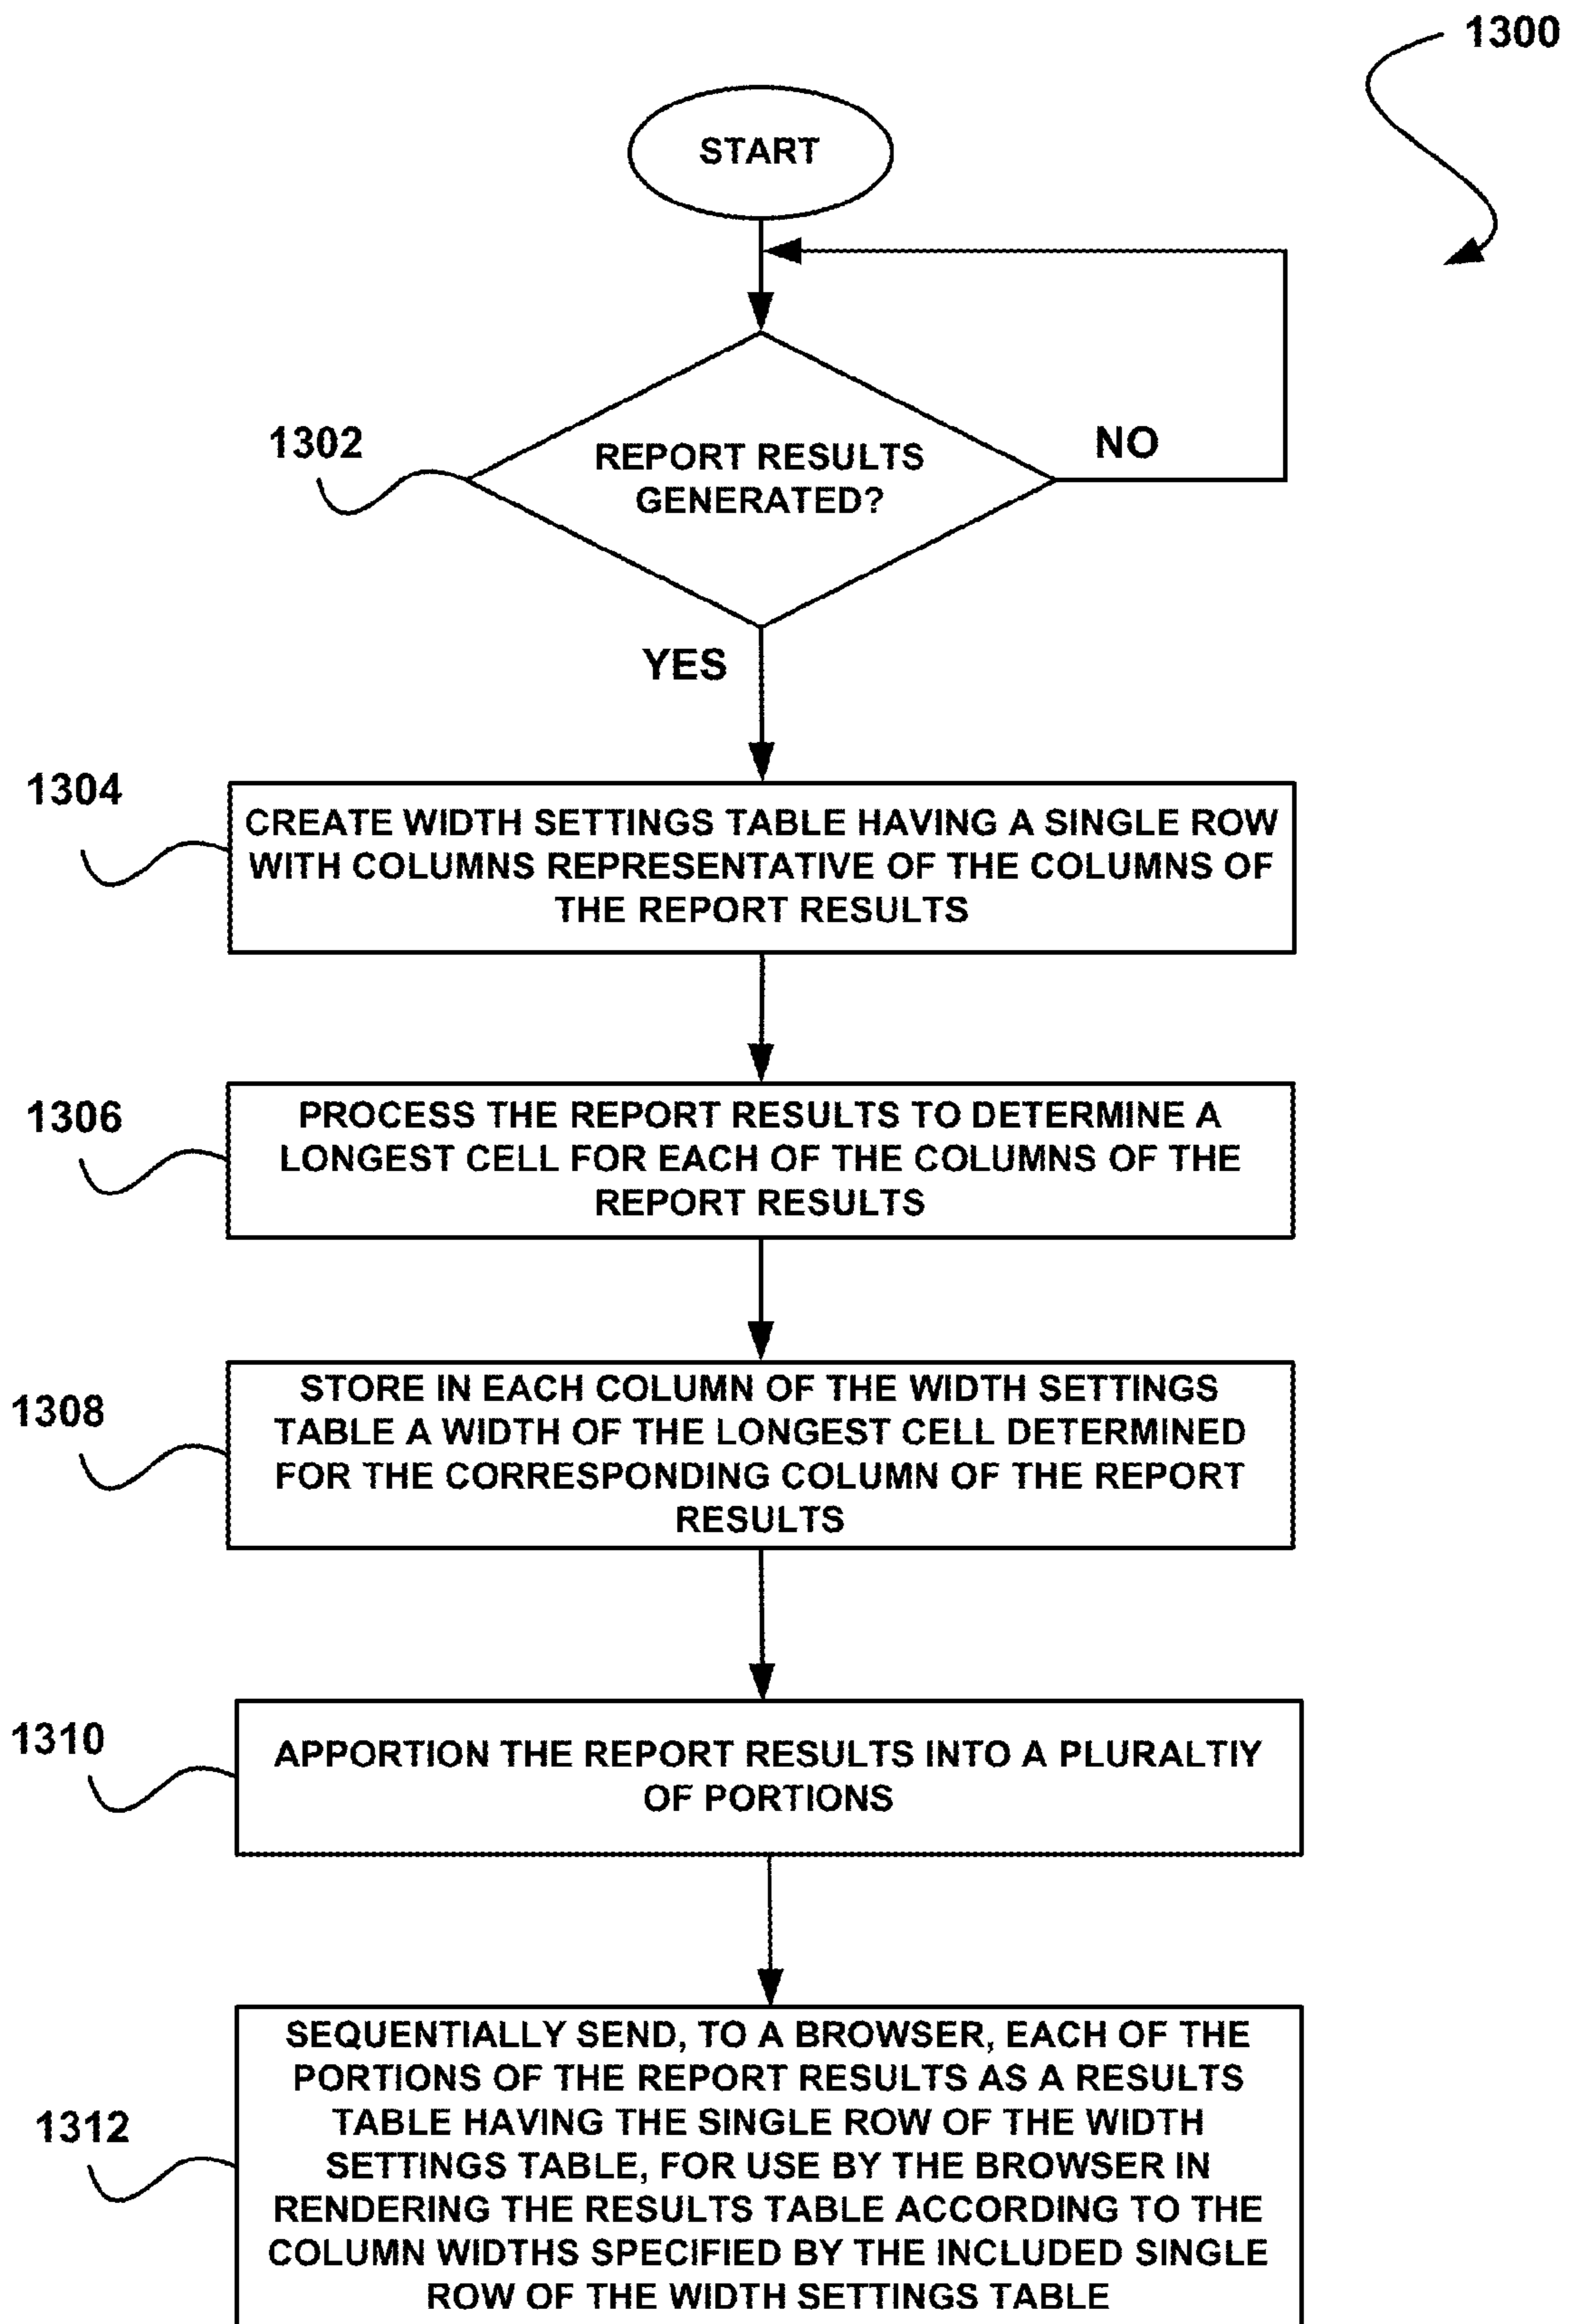 1300
START
1302
REPORT RESULTS
GENERATED?
NO
YES
1304
CREATE WIDTH SETTINGS TABLE HAVING A SINGLE ROW
WITH COLUMNS REPRESENTATIVE OF THE COLUMNS OF
THE REPORT RESULTS
1306
PROCESS THE REPORT RESULTS TO DETERMINE A
LONGEST CELL FOR EACH OF THE COLUMNS OF THE
REPORT RESULTS
1308
STORE IN EACH COLUMN OF THE WIDTH SETTINGS
TABLE A WIDTH OF THE LONGEST CELL DETERMINED
FOR THE CORRESPONDING COLUMN OF THE REPORT
RESULTS
1310
APPORTION THE REPORT RESULTS INTO A PLURALTIY
OF PORTIONS
1312
SEQUENTIALLY SEND, TO A BROWSER, EACH OF THE
PORTIONS OF THE REPORT RESULTS AS A RESULTS
TABLE HAVING THE SINGLE ROW OF THE WIDTH
SETTINGS TABLE, FOR USE BY THE BROWSER IN
RENDERING THE RESULTS TABLE ACCORDING TO THE
COLUMN WIDTHS SPECIFIED BY THE INCLUDED SINGLE
ROW OF THE WIDTH SETTINGS TABLE